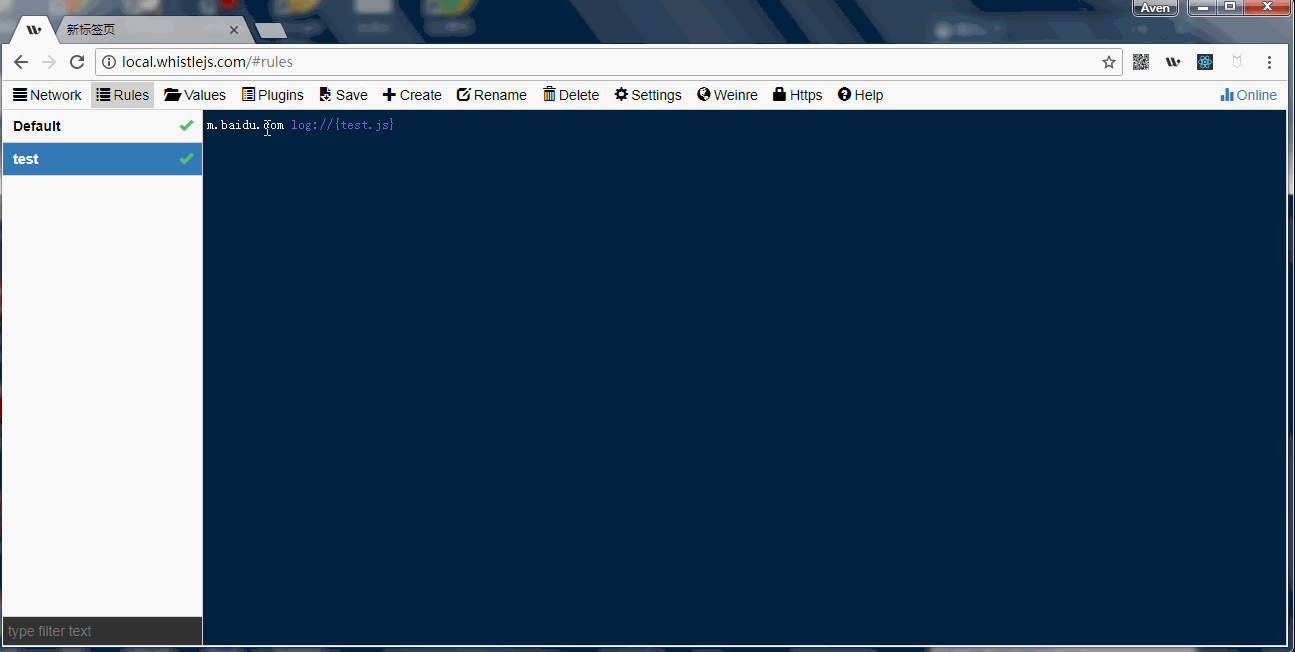 Aven
新标签页
local.whistlejs.com/#rules
Network Rules Values Plugins Save Create Rename Delete Settings Weinre Https Help Online
Default
m.baidu.com log://{test.js}
test
type filter text